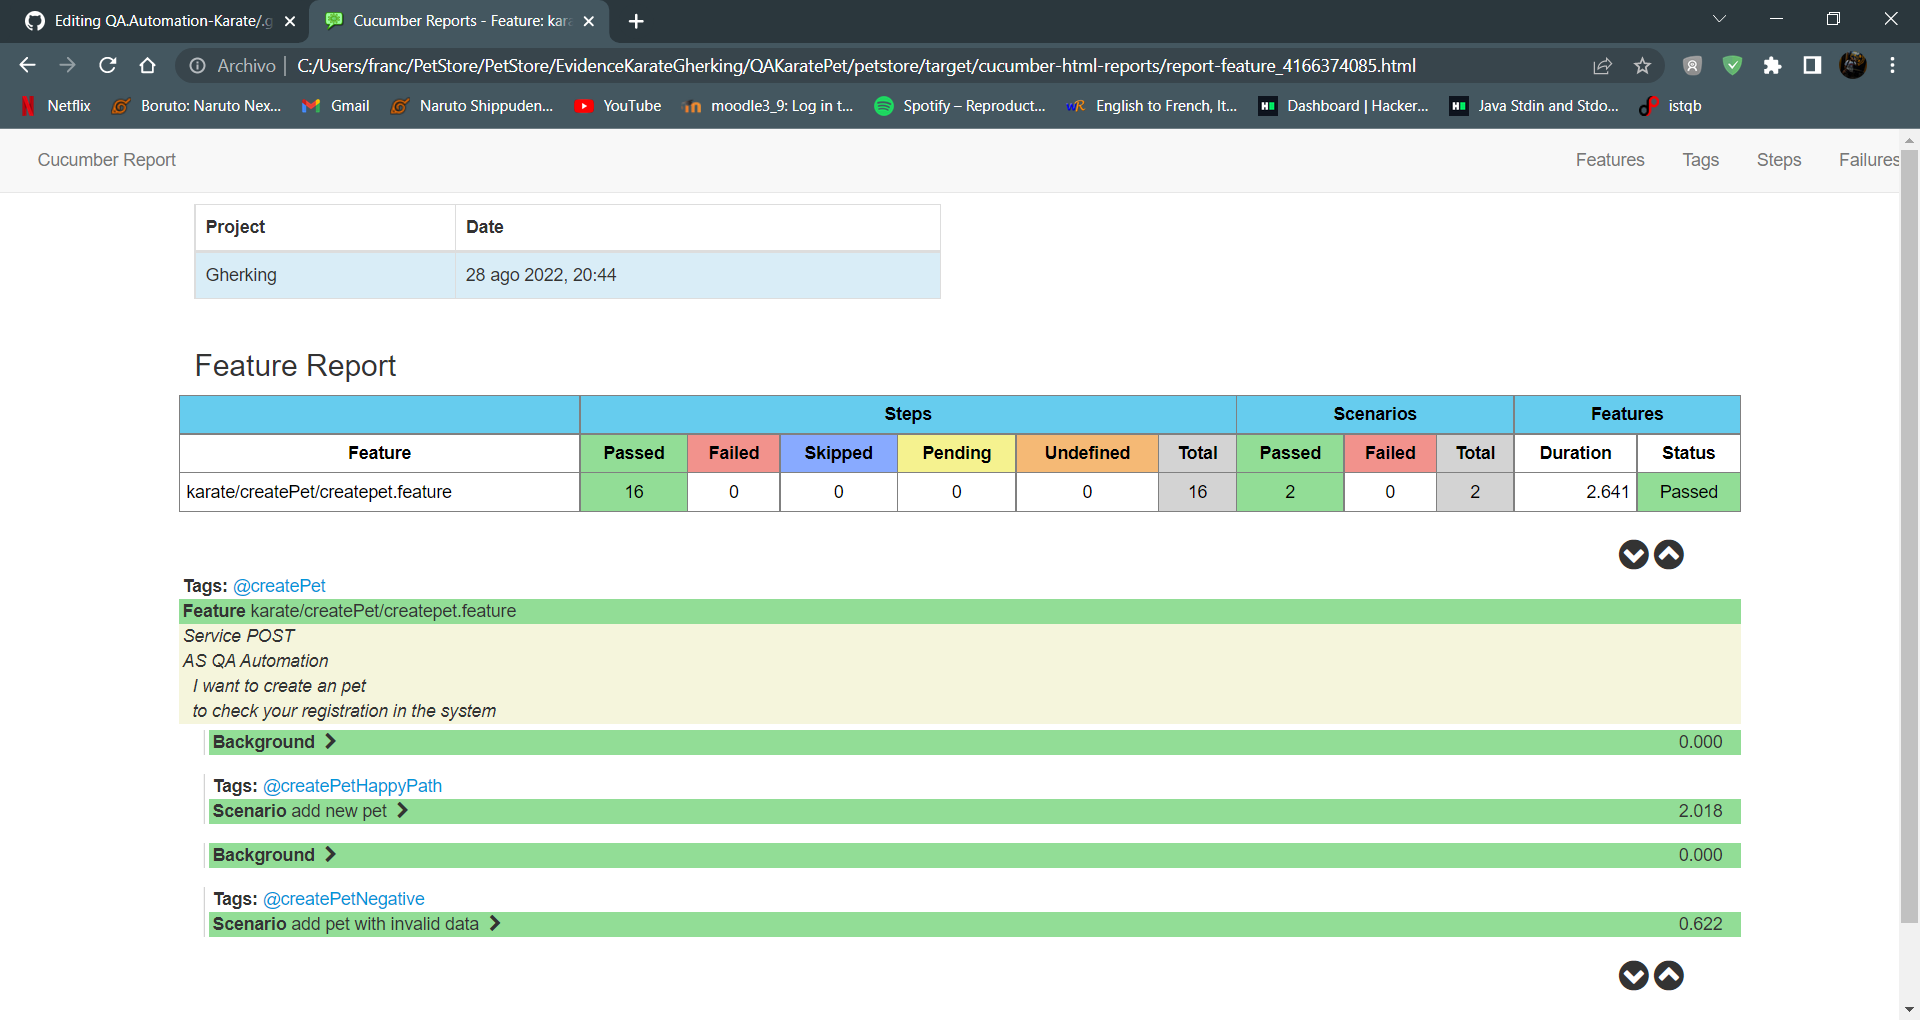 Editing QA.Automation-Karate/.g
Cucumber Reports - Feature: kara
Archivo
C:/Users/franc/PetStore/PetStore/EvidenceKarateGherking/QAKaratePet/petstore/target/cucumber-html-reports/report-feature_4166374085.html
Netflix
Boruto: Naruto Nex...
Gmail
Naruto Shippuden...
YouTube
moodle3_9: Log in t...
Spotify – Reproduct...
English to French, It...
Dashboard | Hacker...
Java Stdin and Stdo...
istqb
Cucumber Report
Features Tags Steps Failures
Project Date
Gherking 28 ago 2022, 20:44
Feature Report
Steps Scenarios Features
Feature Passed Failed Skipped Pending Undefined Total Passed Failed Total Duration Status
karate/createPet/createpet.feature 16 0 0 0 0 16 2 0 2 2.641 Passed
Tags: @createPet
Feature karate/createPet/createpet.feature
Service POST
AS QA Automation
I want to create an pet
to check your registration in the system
Background 0.000
Tags: @createPetHappyPath
Scenario add new pet 2.018
Background 0.000
Tags: @createPetNegative
Scenario add pet with invalid data 0.622